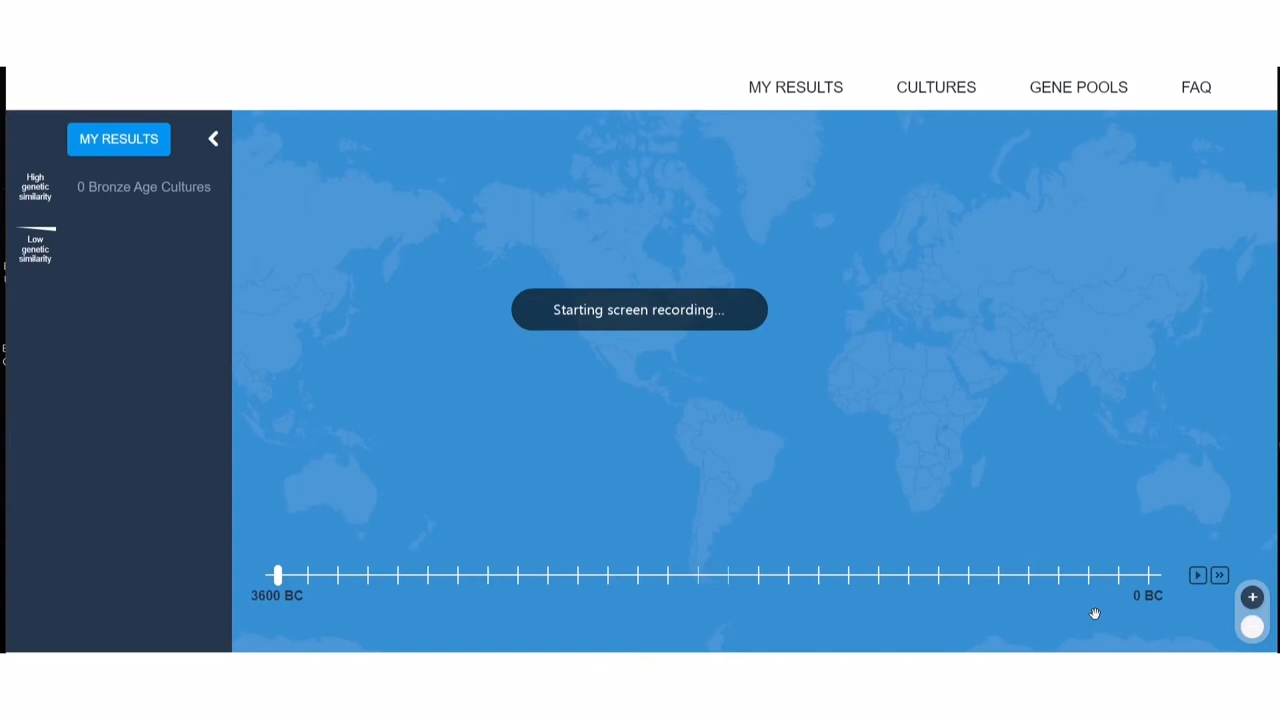 MY RESULTS
CULTURES
GENE POOLS
FAQ
MY RESULTS
High
genetic
similarity
0 Bronze Age Cultures
Low
genetic
similarity
Starting screen recording...
3600 BC
0 BC